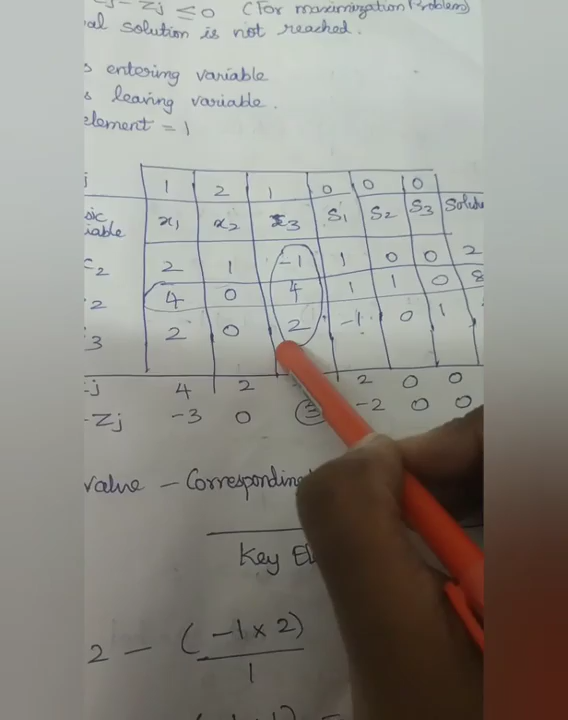 j - Zj ≤ 0 (For maximization Problem)
al solution is not reached.
s entering variable
s leaving variable.
element = 1
j 1 2 1 0 0 0
sic
iable x1 x2 x3 S1 S2 S3 Solut
2 2 1 -1 1 0 0 2
2 4 0 4 1 1 0 8
3 2 0 2 -1 0 1
j 4 2 2 0 0
- Zj -3 0 3 -2 0 0
value - Corresponding
Key El
2 - (-1 x 2)
1